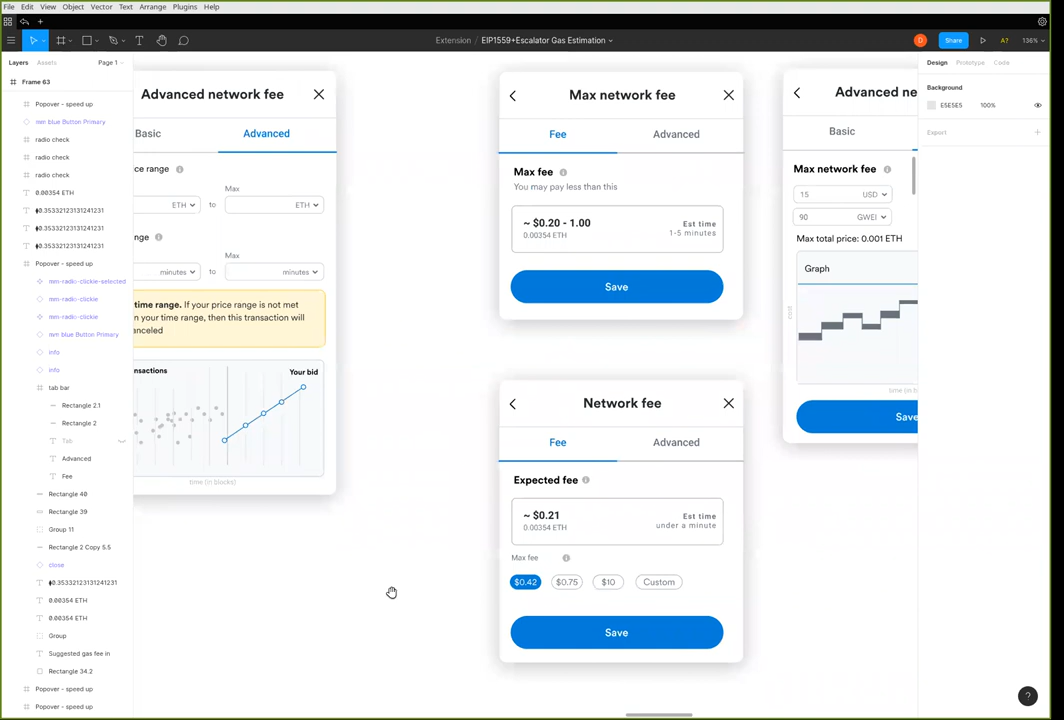 File Edit View Object Vector Text Arrange Plugins Help
Extension / EIP1559+Escalator Gas Estimation
D Share A? 136%
Layers Assets Page 1
Frame 63
Popover - speed up
mm blue Button Primary
radio check
radio check
radio check
0.00354 ETH
⧫0.35332123131241231
⧫0.35332123131241231
⧫0.35332123131241231
Popover - speed up
mm-radio-clickie-selected
mm-radio-clickie
mm-radio-clickie
mm blue Button Primary
info
info
tab bar
Rectangle 2.1
Rectangle 2
Tab
Advanced
Fee
Rectangle 40
Rectangle 39
Group 11
Rectangle 2 Copy 5.5
close
⧫0.35332123131241231
0.00354 ETH
0.00354 ETH
Group
Suggested gas fee in
Rectangle 34.2
Popover - speed up
Popover - speed up
Advanced network fee
Basic Advanced
ce range
Max
ETH to ETH
nge
Max
minutes to minutes
time range. If your price range is not met
n your time range, then this transaction will
anceled
nsactions Your bid
time (in blocks)
Max network fee
Fee Advanced
Max fee
You may pay less than this
~ $0.20 - 1.00 Est time
0.00354 ETH 1-5 minutes
Save
Network fee
Fee Advanced
Expected fee
~ $0.21 Est time
0.00354 ETH under a minute
Max fee
$0.42 $0.75 $10 Custom
Save
Advanced ne
Basic
Max network fee
15 USD
90 GWEI
Max total price: 0.001 ETH
Graph
cost
time (in
Save
Design Prototype Code
Background
E5E5E5 100%
Export
?